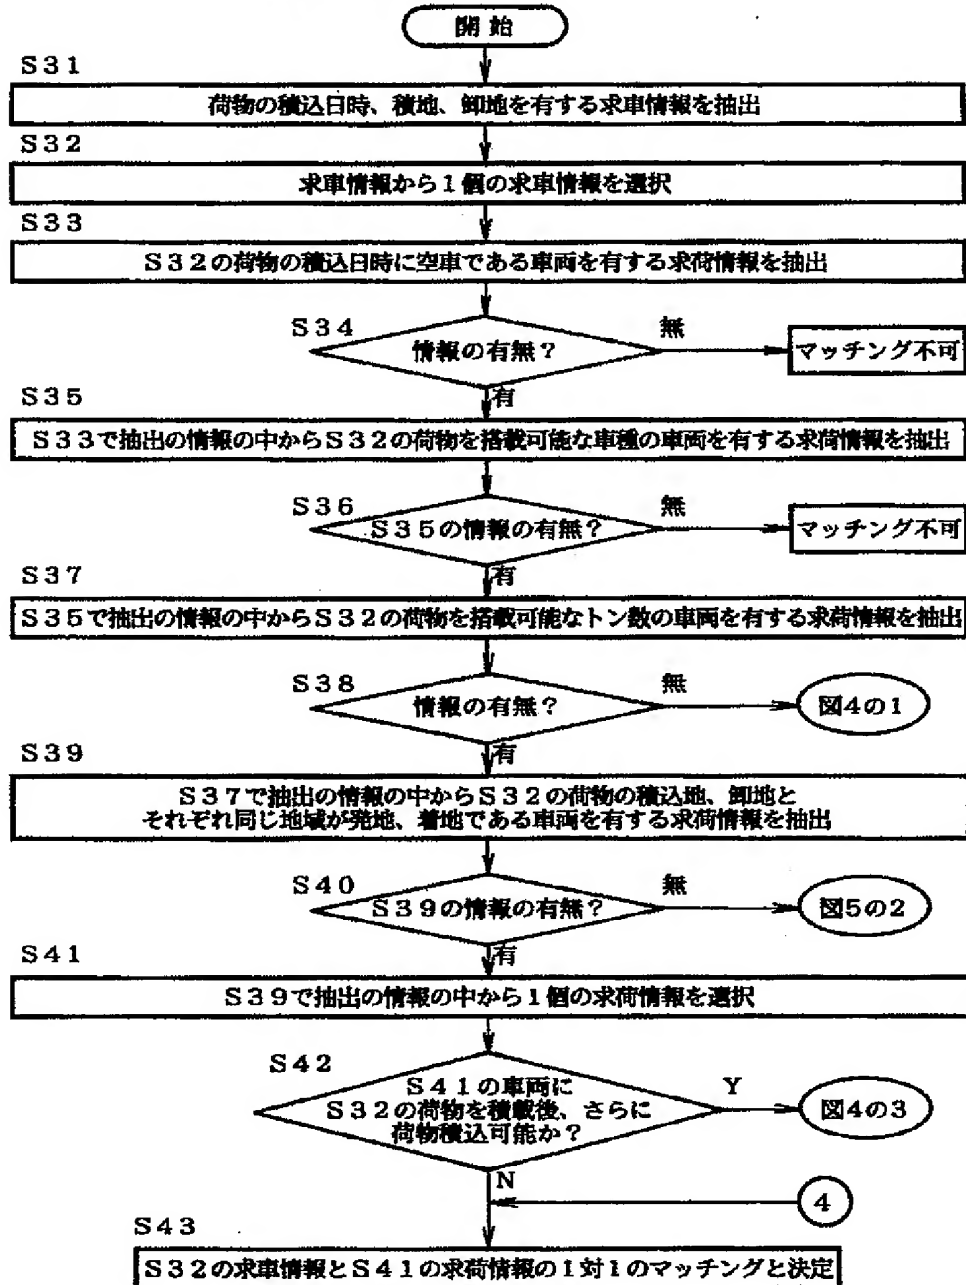 開始
S31
荷物の積込日時、積地、卸地を有する求車情報を抽出
S32
求車情報から1個の求車情報を選択
S33
S32の荷物の積込日時に空車である車両を有する求荷情報を抽出
S34
情報の有無?
無
マッチング不可
有
S35
S33で抽出の情報の中からS32の荷物を搭載可能な車種の車両を有する求荷情報を抽出
S36
S35の情報の有無?
無
マッチング不可
有
S37
S35で抽出の情報の中からS32の荷物を搭載可能なトン数の車両を有する求荷情報を抽出
S38
情報の有無?
無
図4の1
有
S39
S37で抽出の情報の中からS32の荷物の積込地、卸地と
それぞれ同じ地域が発地、着地である車両を有する求荷情報を抽出
S40
S39の情報の有無?
無
図5の2
有
S41
S39で抽出の情報の中から1個の求荷情報を選択
S42
S41の車両に
S32の荷物を積載後、さらに
荷物積込可能か?
Y
図4の3
N
4
S43
S32の求車情報とS41の求荷情報の1対1のマッチングと決定